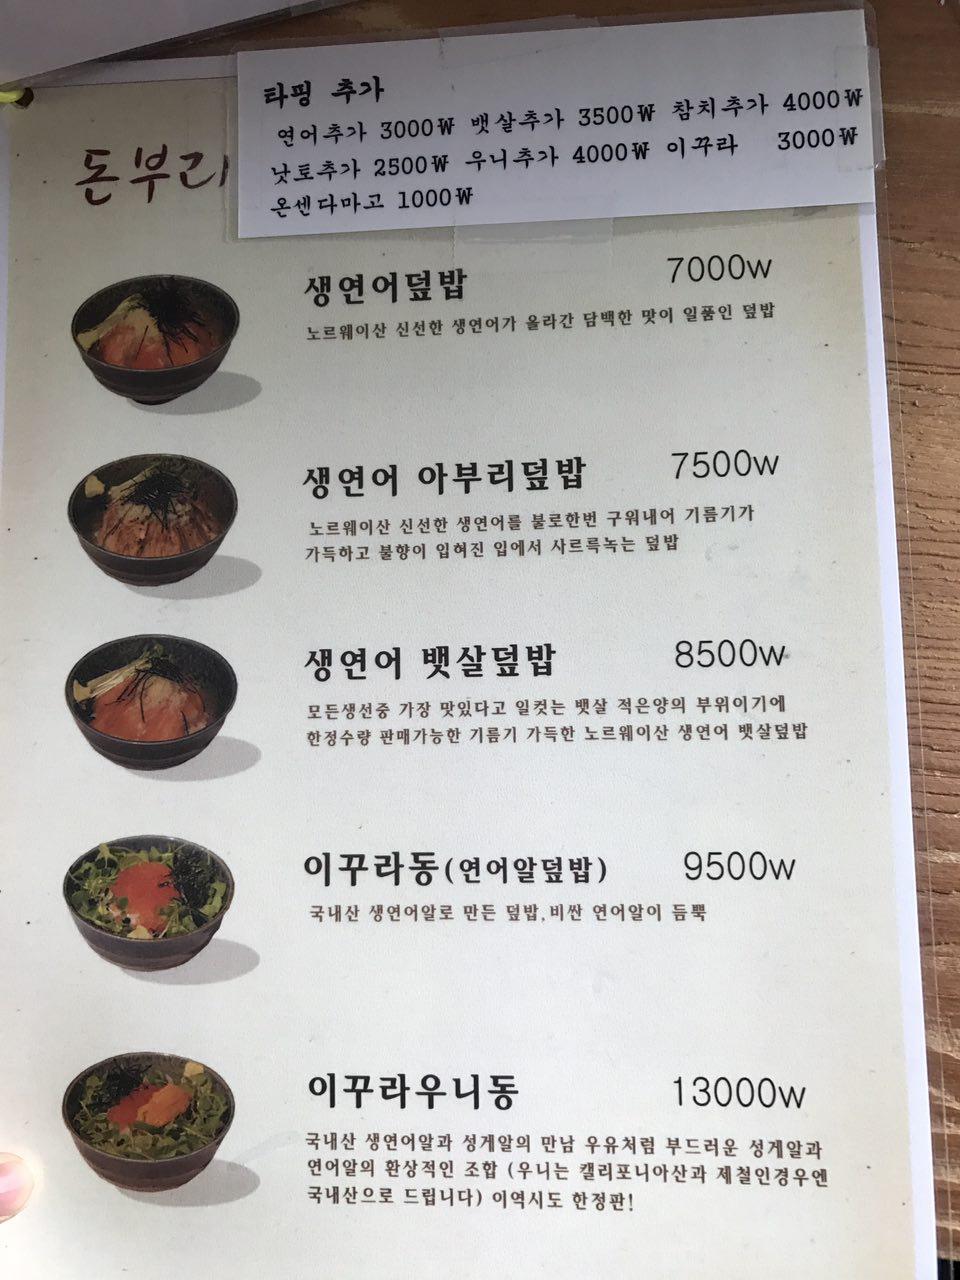 타핑 추가
연어추가 3000₩ 뱃살추가 3500₩ 참치추가 4000₩
낫토추가 2500₩ 우니추가 4000₩ 이꾸라 3000₩
온센다마고 1000₩
돈부리
생연어덮밥 7000w
노르웨이산 신선한 생연어가 올라간 담백한 맛이 일품인 덮밥
생연어 아부리덮밥 7500w
노르웨이산 신선한 생연어를 불로한번 구워내어 기름기가
가득하고 불향이 입혀진 입에서 사르륵녹는 덮밥
생연어 뱃살덮밥 8500w
모든생선중 가장 맛있다고 일컷는 뱃살 적은양의 부위이기에
한정수량 판매가능한 기름기 가득한 노르웨이산 생연어 뱃살덮밥
이꾸라동(연어알덮밥) 9500w
국내산 생연어알로 만든 덮밥,비싼 연어알이 듬뿍
이꾸라우니동 13000w
국내산 생연어알과 성게알의 만남 우유처럼 부드러운 성게알과
연어알의 환상적인 조합 (우니는 캘리포니아산과 제철인경우엔
국내산으로 드립니다) 이역시도 한정판!